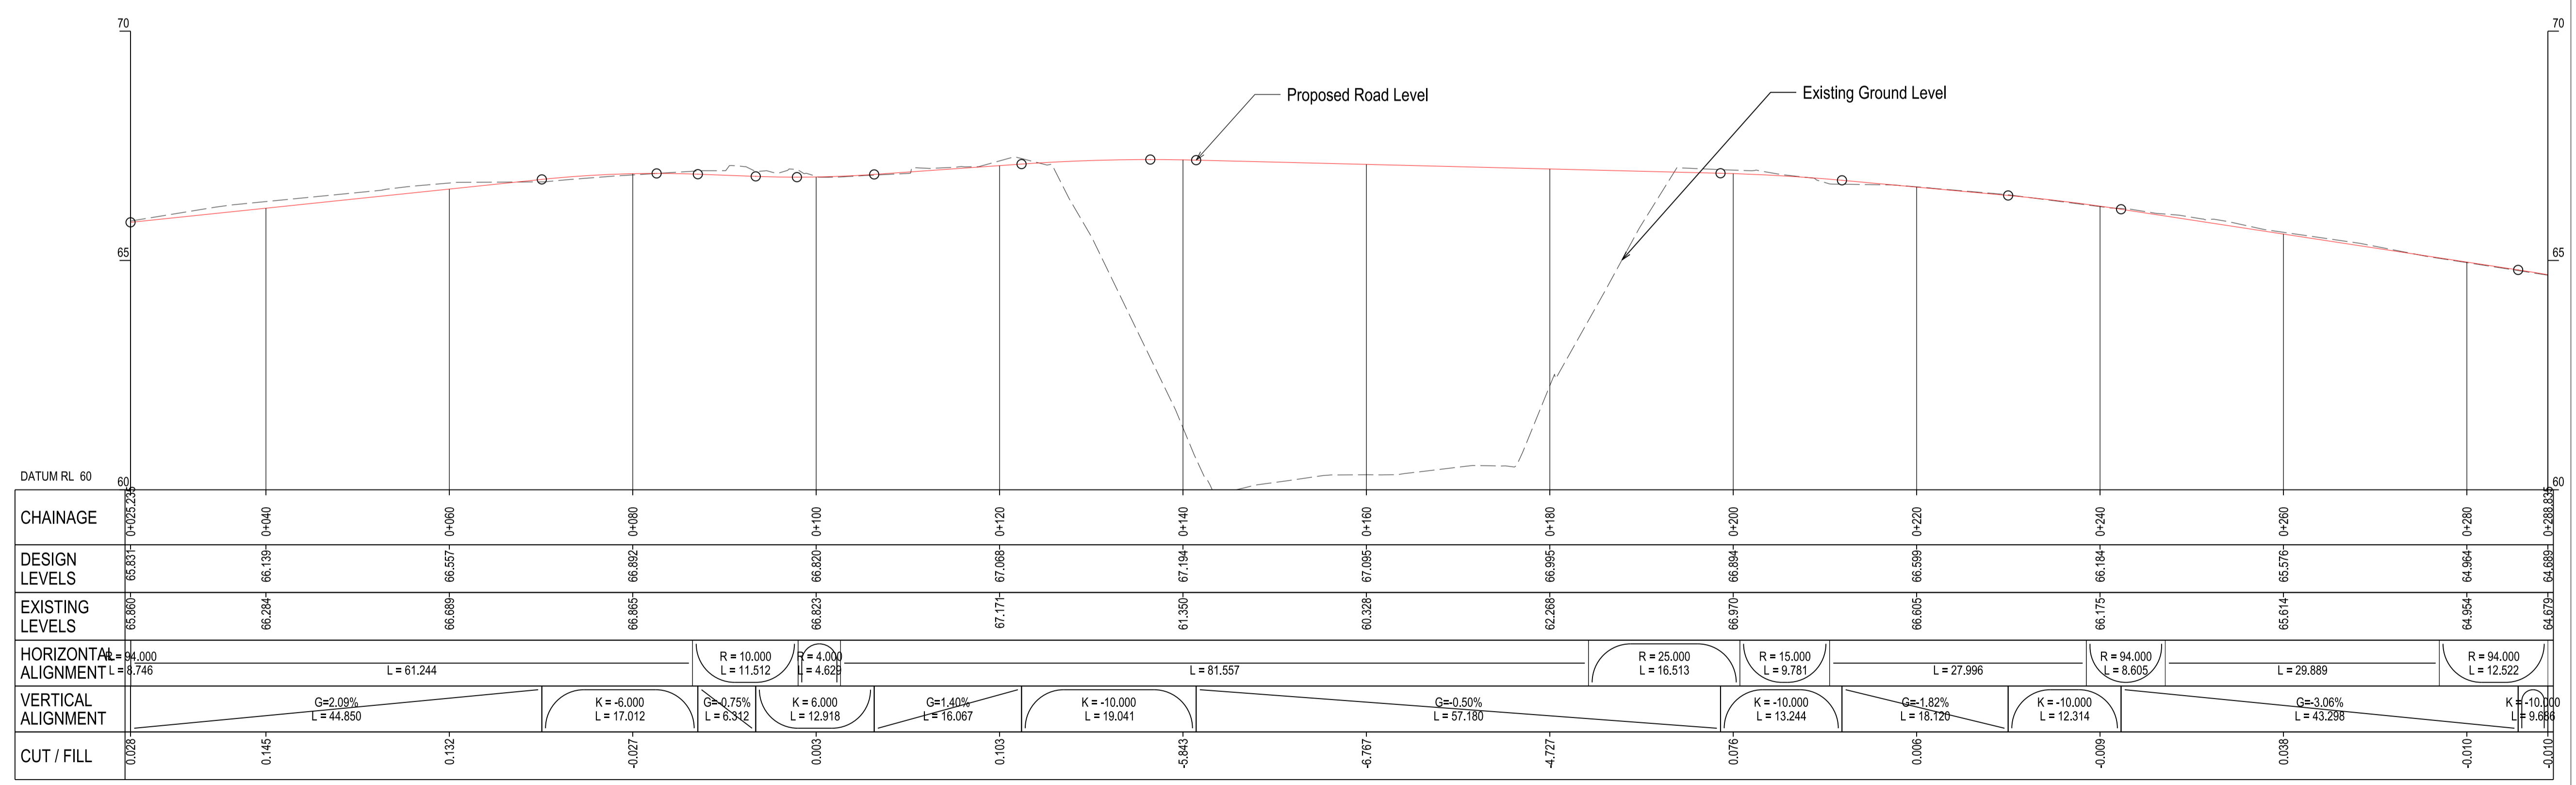 70
70
Proposed Road Level
Existing Ground Level
65
65
DATUM RL 60
60
60
CHAINAGE
0+025.235
0+040
0+060
0+080
0+100
0+120
0+140
0+160
0+180
0+200
0+220
0+240
0+260
0+280
0+288.835
DESIGN
LEVELS
65.831
66.139
66.557
66.892
66.820
67.068
67.194
67.095
66.995
66.894
66.599
66.184
65.576
64.964
64.689
EXISTING
LEVELS
65.860
66.284
66.689
66.865
66.823
67.171
61.350
60.328
62.268
66.970
66.605
66.175
65.614
64.954
64.679
HORIZONTAL
ALIGNMENT
R = 94.000
L = 8.746
L = 61.244
R = 10.000
L = 11.512
R = 4.000
L = 4.629
L = 81.557
R = 25.000
L = 16.513
R = 15.000
L = 9.781
L = 27.996
R = 94.000
L = 8.605
L = 29.889
R = 94.000
L = 12.522
VERTICAL
ALIGNMENT
G=2.09%
L = 44.850
K = -6.000
L = 17.012
G=-0.75%
L = 6.312
K = 6.000
L = 12.918
G=1.40%
L = 16.067
K = -10.000
L = 19.041
G=-0.50%
L = 57.180
K = -10.000
L = 13.244
G=-1.82%
L = 18.120
K = -10.000
L = 12.314
G=-3.06%
L = 43.298
K = -10.000
CUT / FILL
0.028
0.145
0.132
-0.027
0.003
0.103
-5.843
-6.767
-4.727
0.076
0.006
-0.009
0.038
-0.010
-0.010